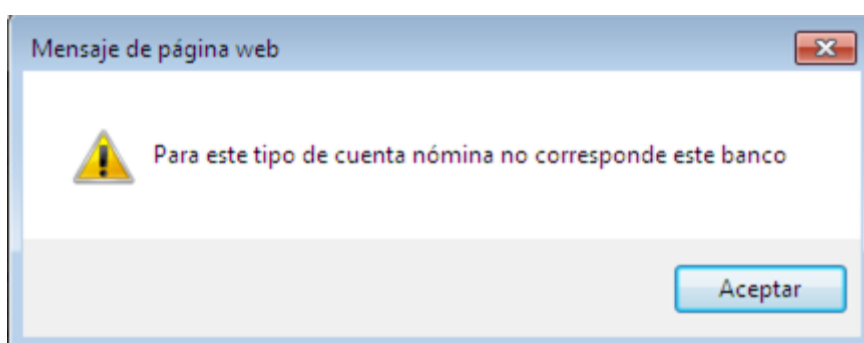 Mensaje de página web
Para este tipo de cuenta nómina no corresponde este banco
Aceptar